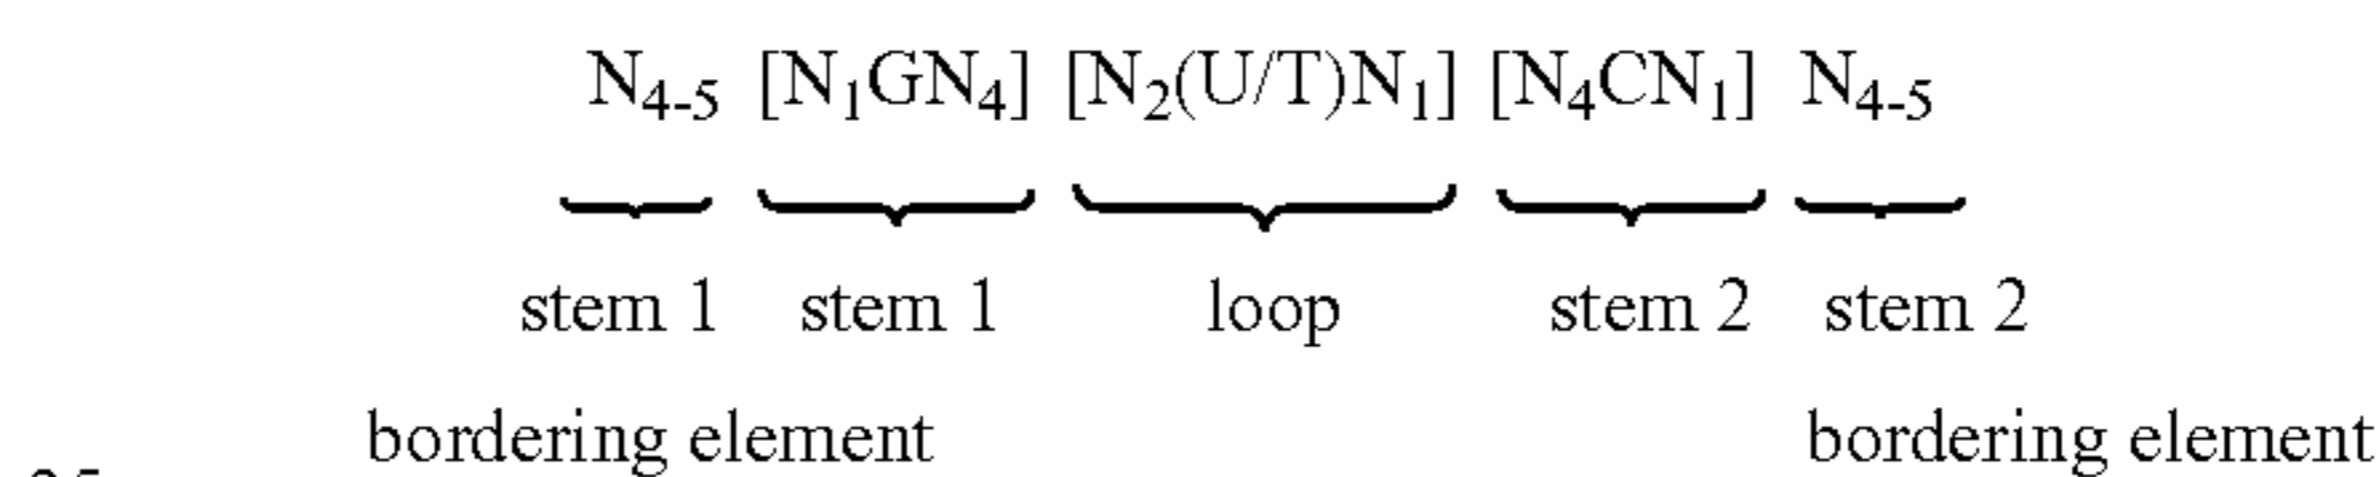 N4-5 [N1GN4] [N2(U/T)N1] [N4CN1] N4-5
stem 1 stem 1 loop stem 2 stem 2
bordering element bordering element